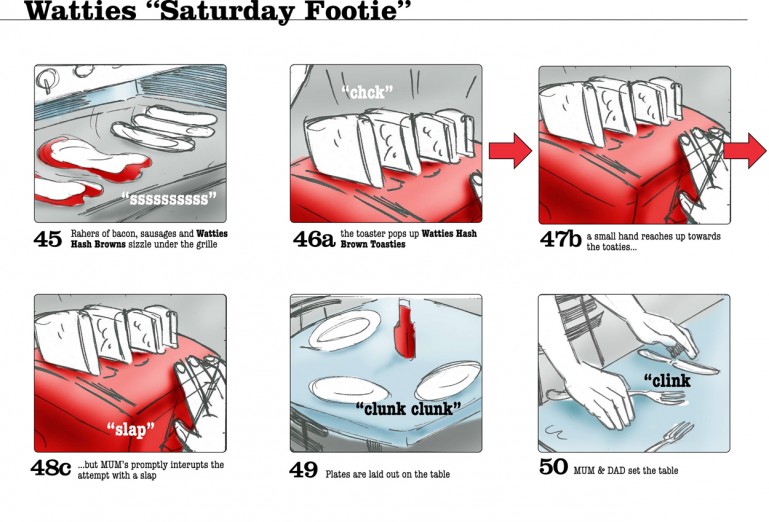 Watties “Saturday Footie”
“ssssssssss”
45 Rahers of bacon, sausages and Watties
Hash Browns sizzle under the grille
“chck”
46a the toaster pops up Watties Hash
Brown Toasties
47b a small hand reaches up towards
the toaties...
“slap”
48c ...but MUM's promptly interupts the
attempt with a slap
“clunk clunk”
49 Plates are laid out on the table
“clink
50 MUM & DAD set the table